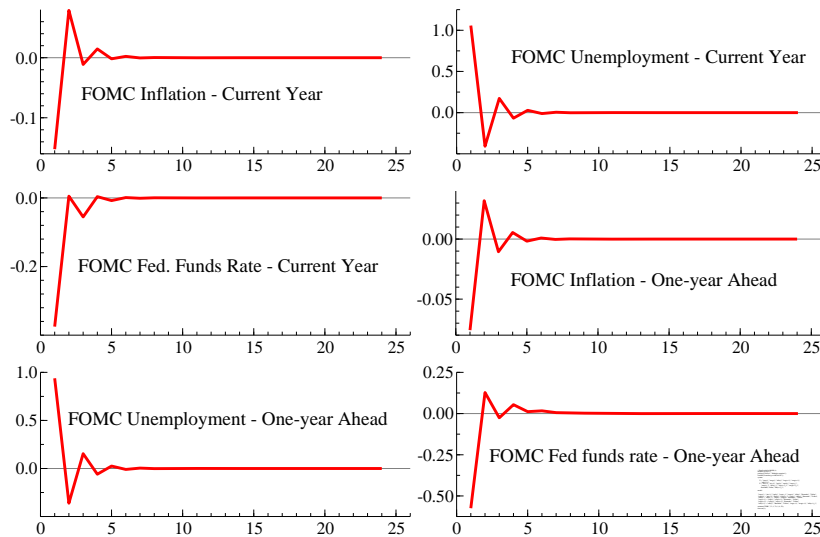 0.0
FOMC Inflation - Current Year
-0.1
0 5 10 15 20 25
1.0
FOMC Unemployment - Current Year
0.5
0.0
-0.5
0 5 10 15 20 25
0.0
-0.2
FOMC Fed. Funds Rate - Current Year
0 5 10 15 20 25
0.00
FOMC Inflation - One-year Ahead
-0.05
0 5 10 15 20 25
1.0
FOMC Unemployment - One-year Ahead
0.5
0.0
0 5 10 15 20 25
0.25
0.00
-0.25
FOMC Fed funds rate - One-year Ahead
-0.50
0 5 10 15 20 25